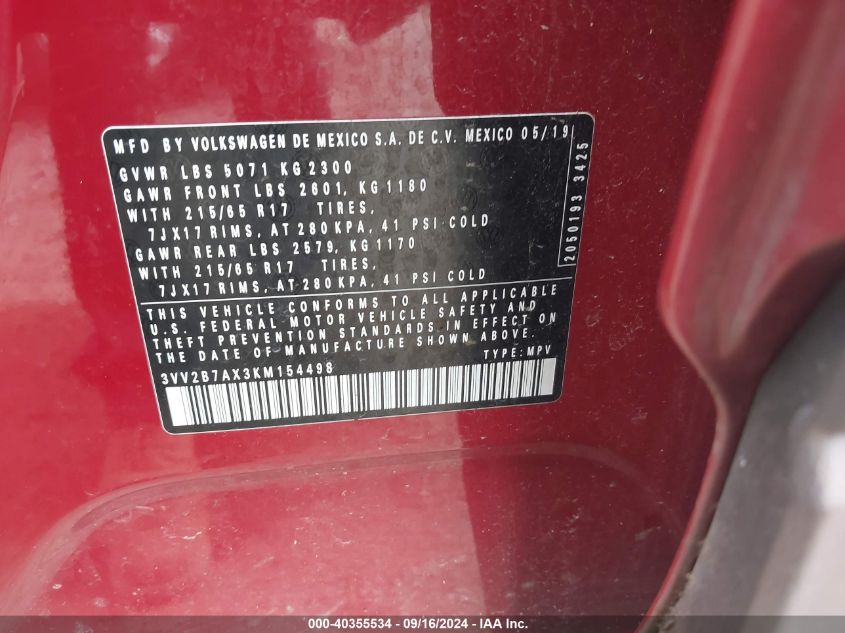 MFD BY VOLKSWAGEN DE MEXICO S.A. DE C.V. MEXICO 05/19
GVWR LBS 5071 KG 2300
GAWR FRONT LBS 2601, KG 1180
WITH 215/65 R17 TIRES,
7JX17 RIMS, AT 280 KPA, 41 PSI COLD
GAWR REAR LBS 2579, KG 1170
WITH 215/65 R17 TIRES,
7JX17 RIMS, AT 280 KPA, 41 PSI COLD
2050193 3425
THIS VEHICLE CONFORMS TO ALL APPLICABLE
U.S. FEDERAL MOTOR VEHICLE SAFETY AND
THEFT PREVENTION STANDARDS IN EFFECT ON
THE DATE OF MANUFACTURE SHOWN ABOVE.
3VV2B7AX3KM154498 TYPE: MPV
000-40355534 - 09/16/2024 - IAA Inc.